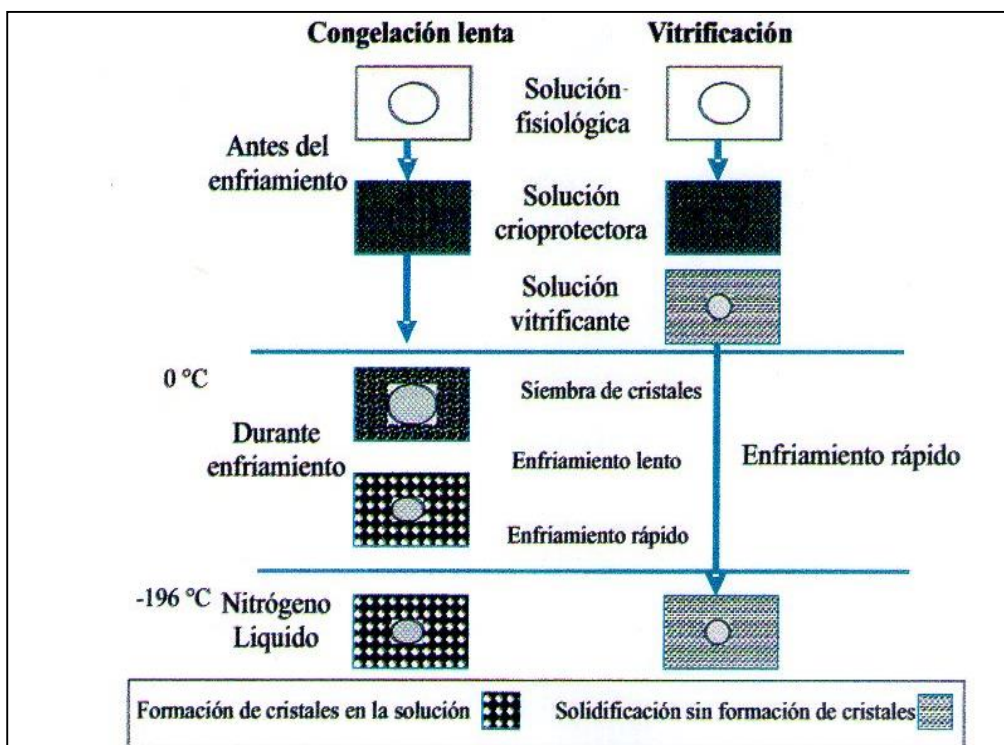 Congelación lenta
Vitrificación
Solución
fisiológica
Antes del
enfriamiento
Solución
crioprotectora
Solución
vitrificante
0 °C
Siembra de cristales
Durante
enfriamiento
Enfriamiento lento
Enfriamiento rápido
Enfriamiento rápido
-196 °C
Nitrógeno
Líquido
Formación de cristales en la solución
Solidificación sin formación de cristales